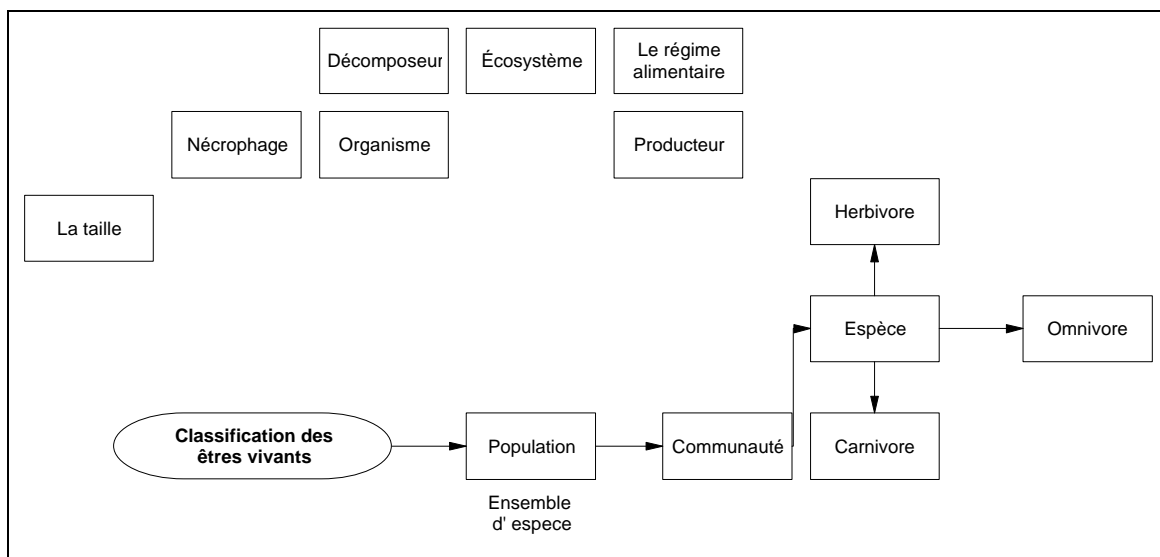 Décomposeur
Écosystème
Le régime
alimentaire
Nécrophage
Organisme
Producteur
La taille
Herbivore
Espèce
Omnivore
Classification des
êtres vivants
Population
Communauté
Carnivore
Ensemble
d' espece